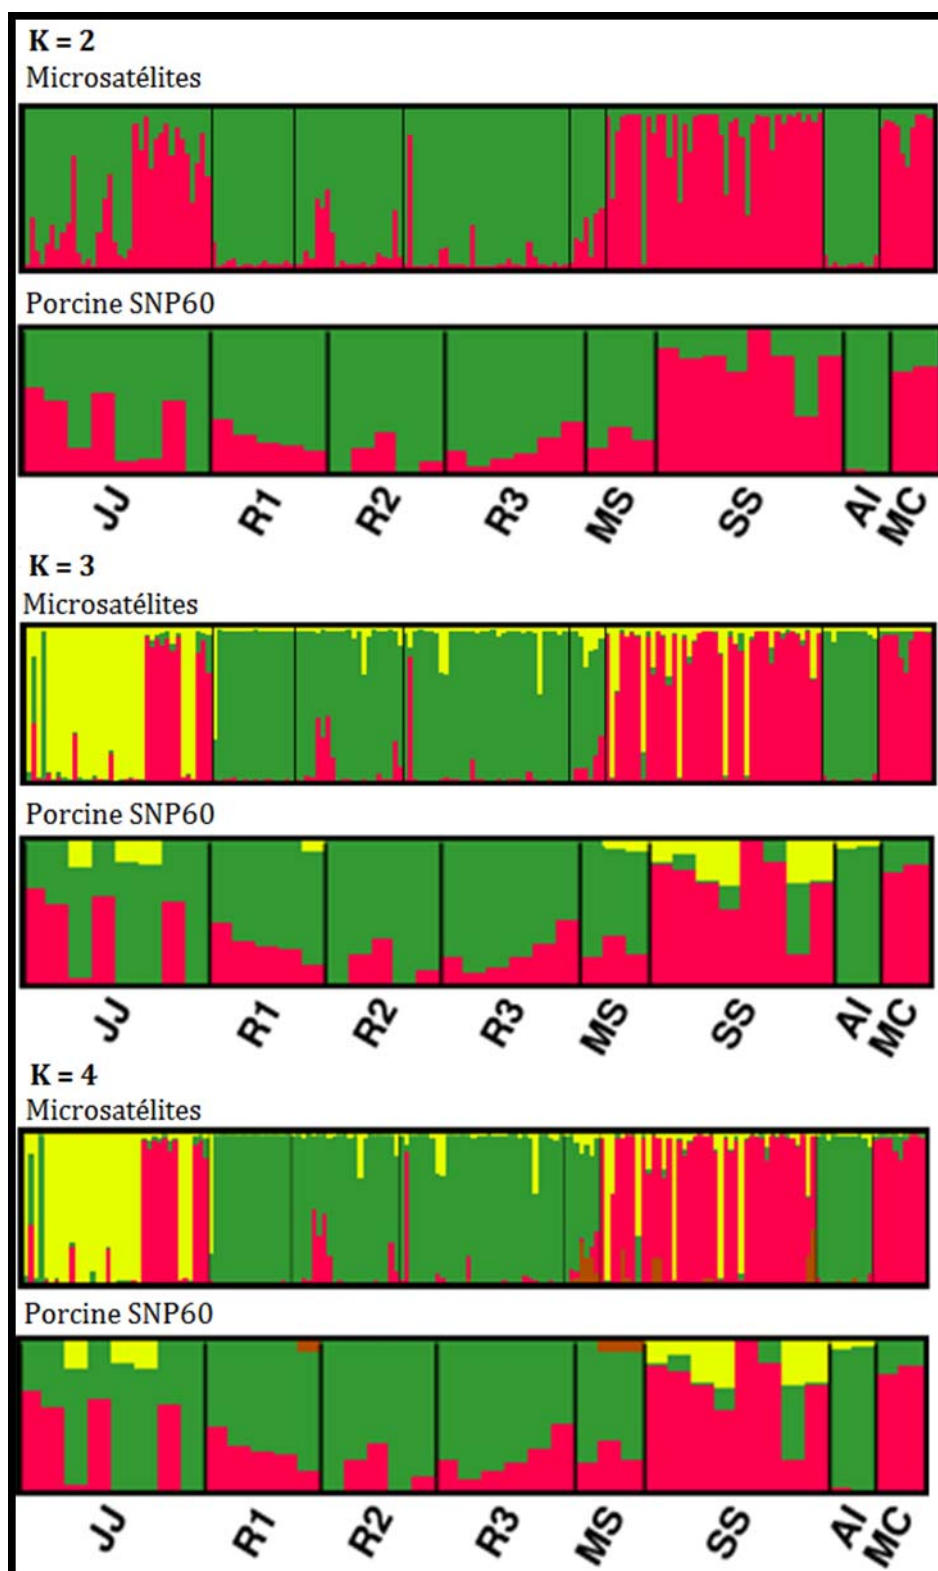 K = 2
Microsatélites
Porcine SNP60
JJ R1 R2 R3 MS SS AI MC
K = 3
Microsatélites
Porcine SNP60
JJ R1 R2 R3 MS SS AI MC
K = 4
Microsatélites
Porcine SNP60
JJ R1 R2 R3 MS SS AI MC